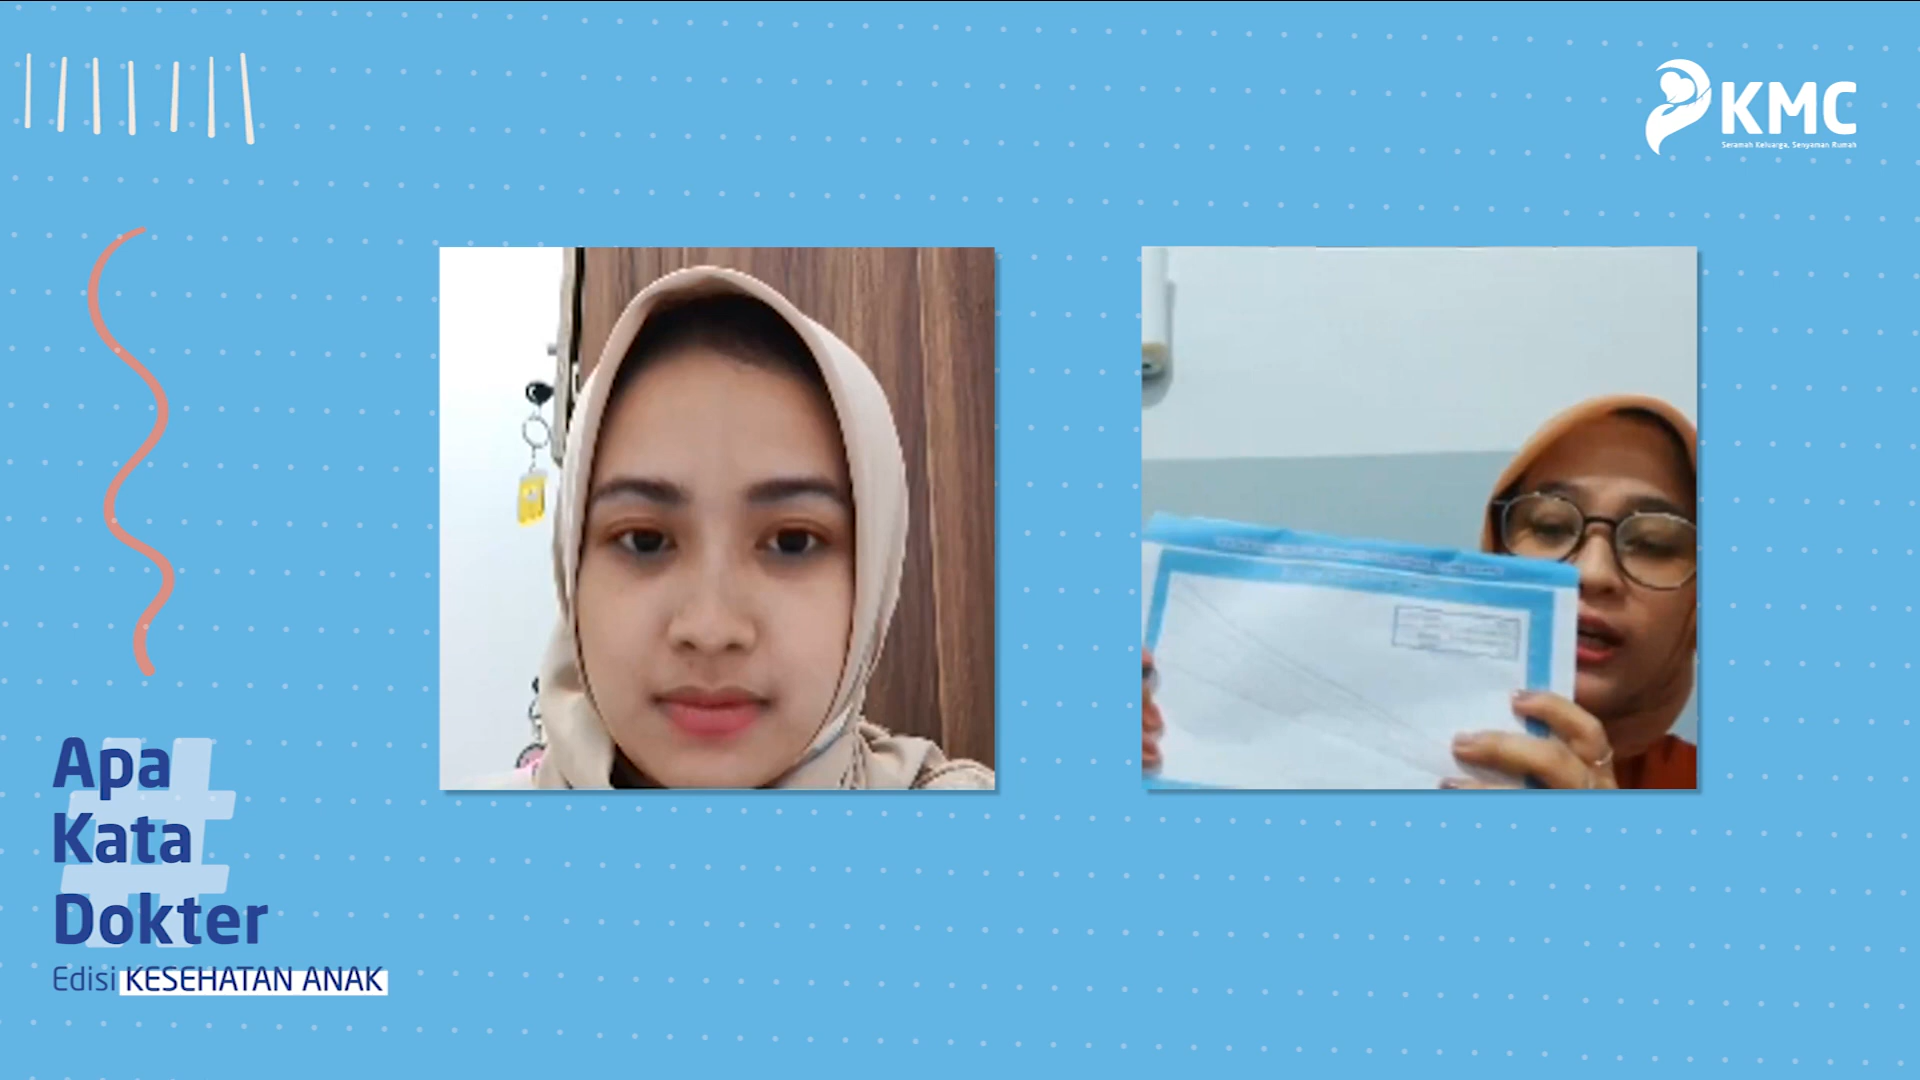 KMC
Seramah Keluarga, Senyaman Rumah
#
Apa
Kata
Dokter
Edisi KESEHATAN ANAK